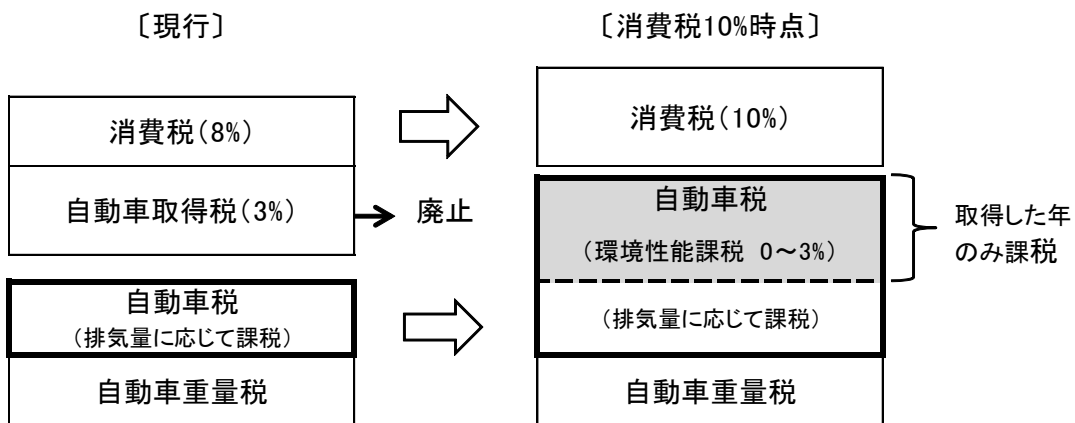 〔現行〕
消費税(8%)
自動車取得税(3%)
廃止
自動車税
(排気量に応じて課税)
自動車重量税
〔消費税10%時点〕
消費税(10%)
自動車税
(環境性能課税 0~3%)
(排気量に応じて課税)
自動車重量税
取得した年
のみ課税